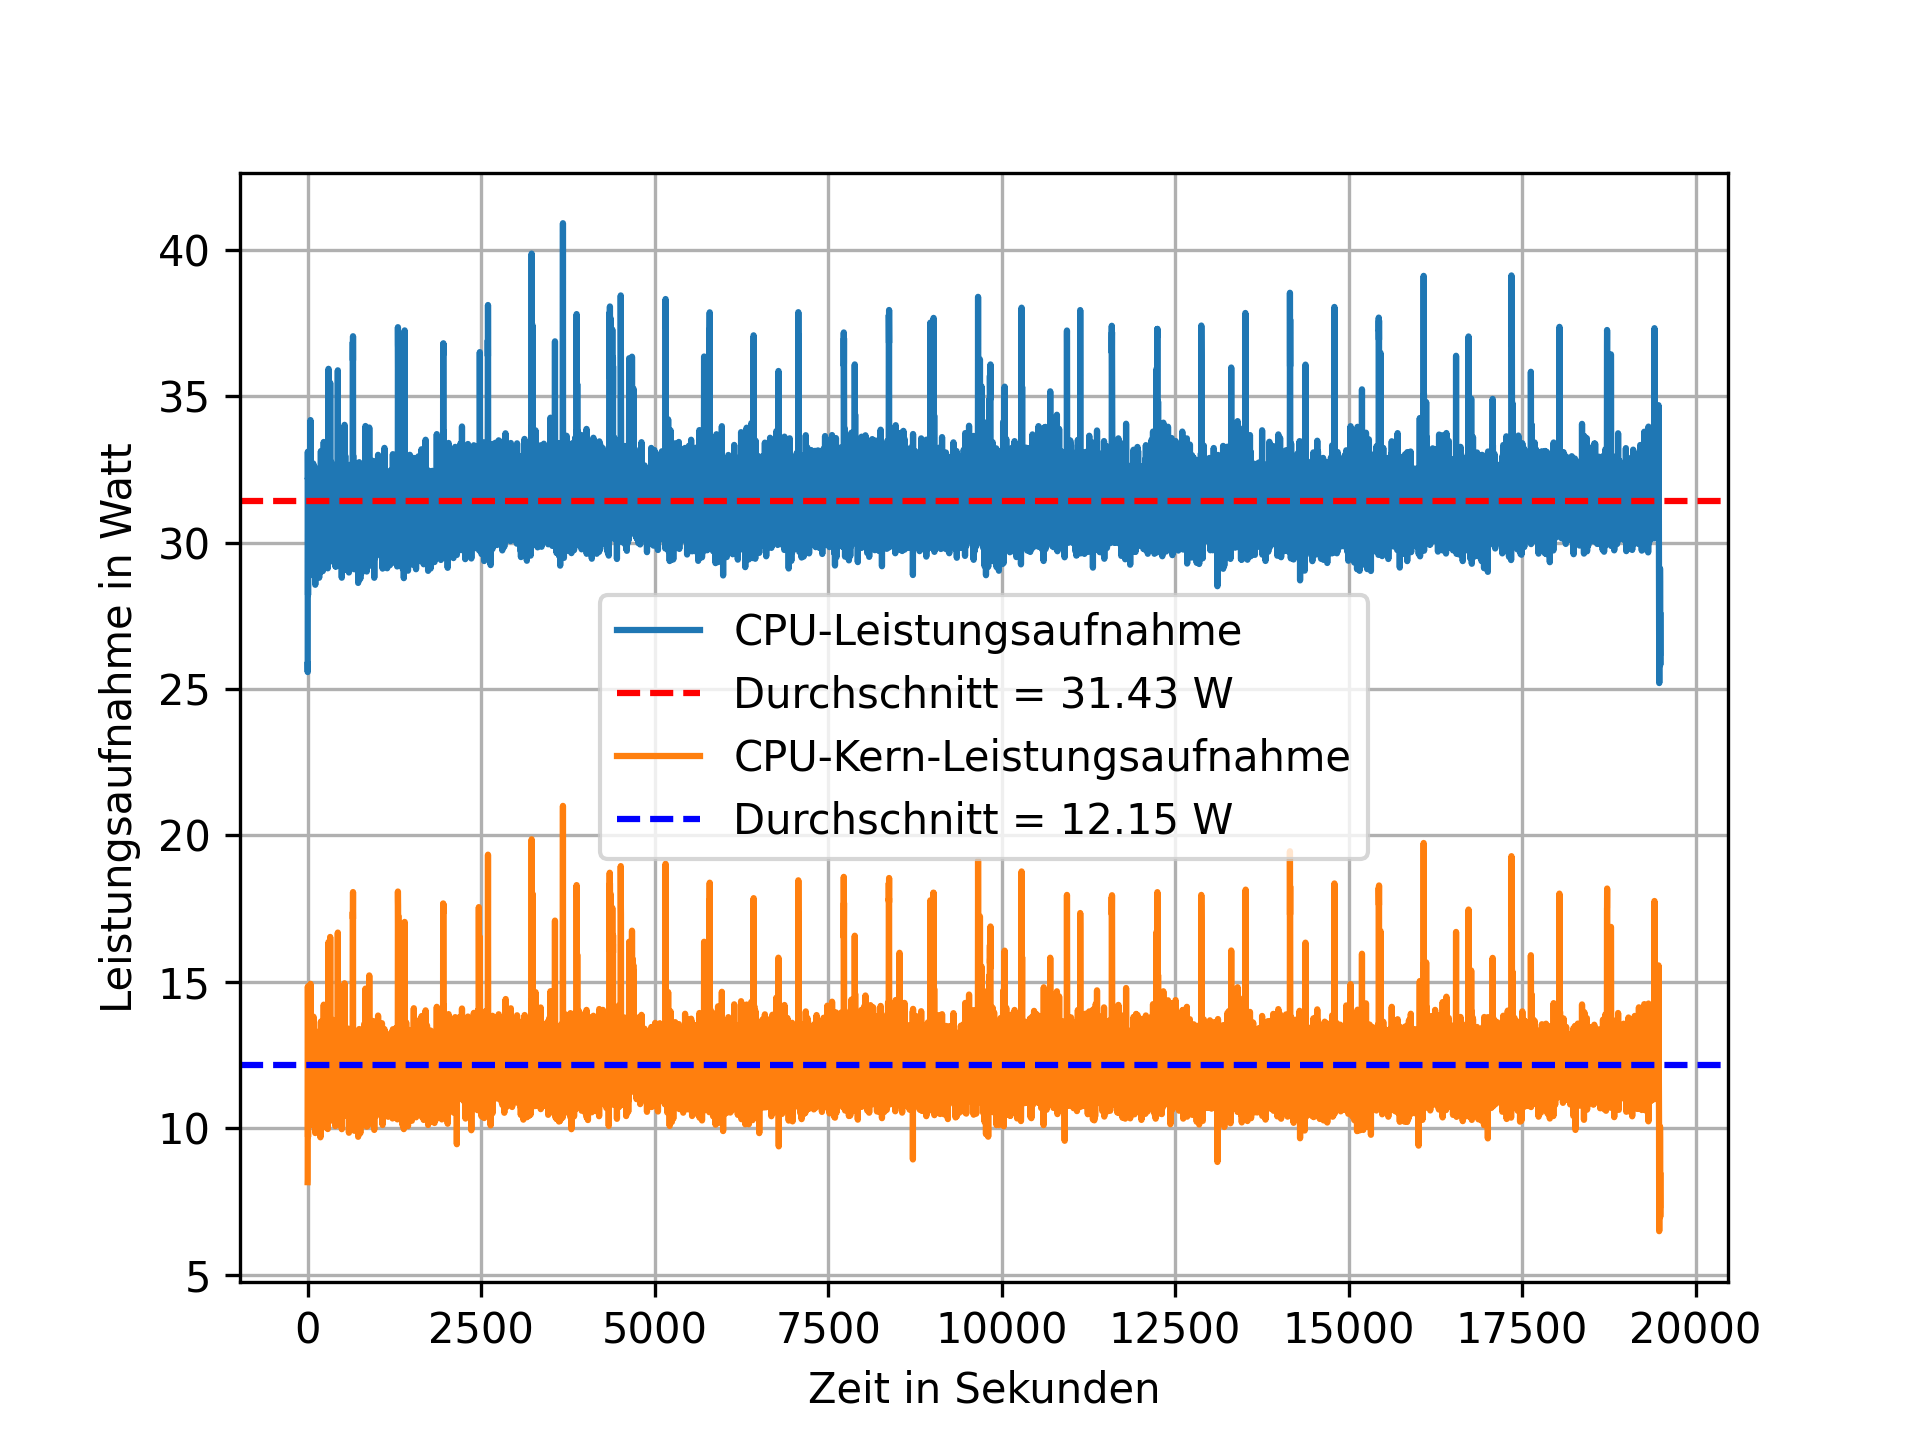 40
35
30
25
20
15
10
5
Leistungsaufnahme in Watt
CPU-Leistungsaufnahme
Durchschnitt = 31.43 W
CPU-Kern-Leistungsaufnahme
Durchschnitt = 12.15 W
0 2500 5000 7500 10000 12500 15000 17500 20000
Zeit in Sekunden